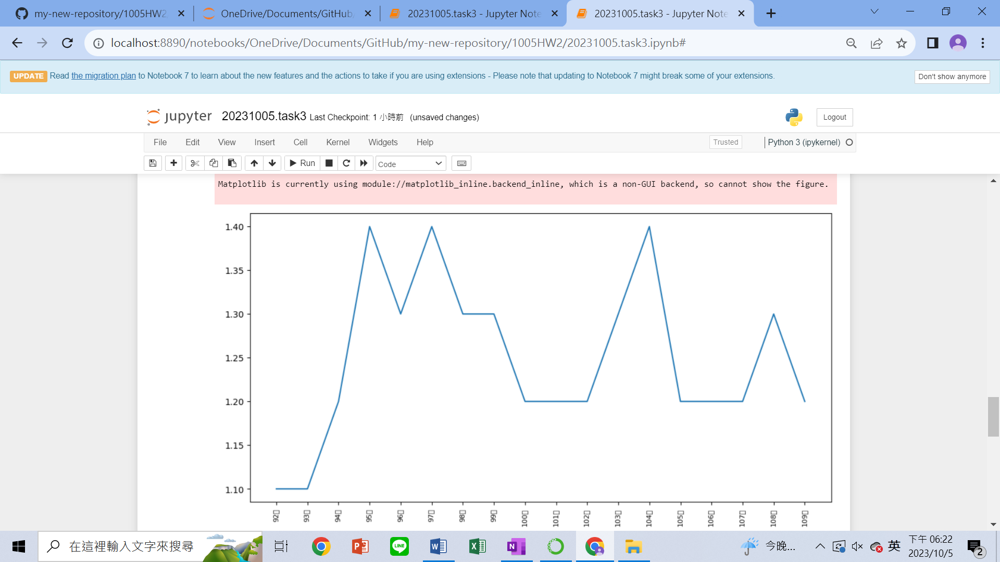 my-new-repository/1005HW2
OneDrive/Documents/GitHub/
20231005.task3 - Jupyter Note
20231005.task3 - Jupyter Note
localhost:8890/notebooks/OneDrive/Documents/GitHub/my-new-repository/1005HW2/20231005.task3.ipynb#
UPDATE Read the migration plan to Notebook 7 to learn about the new features and the actions to take if you are using extensions - Please note that updating to Notebook 7 might break some of your extensions.
Don't show anymore
jupyter 20231005.task3 Last Checkpoint: 1 小時前 (unsaved changes)
Logout
File Edit View Insert Cell Kernel Widgets Help
Trusted
Python 3 (ipykernel)
Run
Code
Matplotlib is currently using module://matplotlib_inline.backend_inline, which is a non-GUI backend, so cannot show the figure.
1.40
1.35
1.30
1.25
1.20
1.15
1.10
92▯ 93▯ 94▯ 95▯ 96▯ 97▯ 98▯ 99▯ 100▯ 101▯ 102▯ 103▯ 104▯ 105▯ 106▯ 107▯ 108▯ 109▯
在這裡輸入文字來搜尋
LINE
今晚...
英
下午 06:22
2023/10/5
2